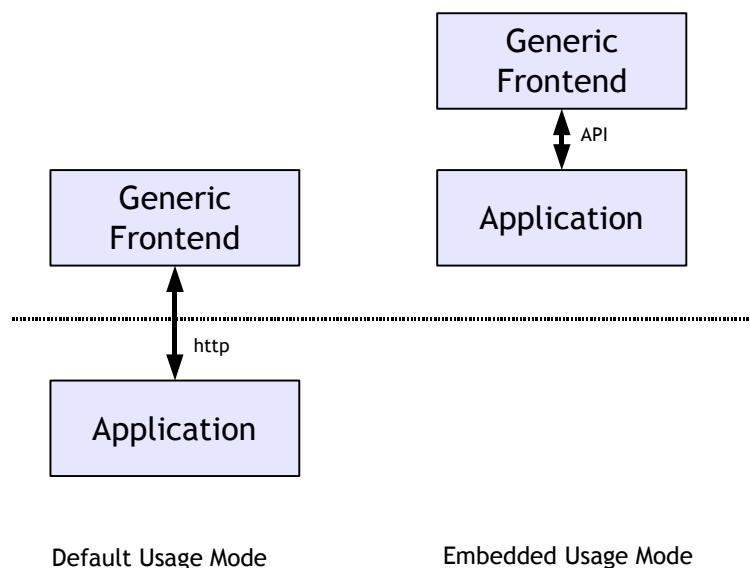 Generic
Frontend
API
Application
Generic
Frontend
http
Application
Default Usage Mode
Embedded Usage Mode